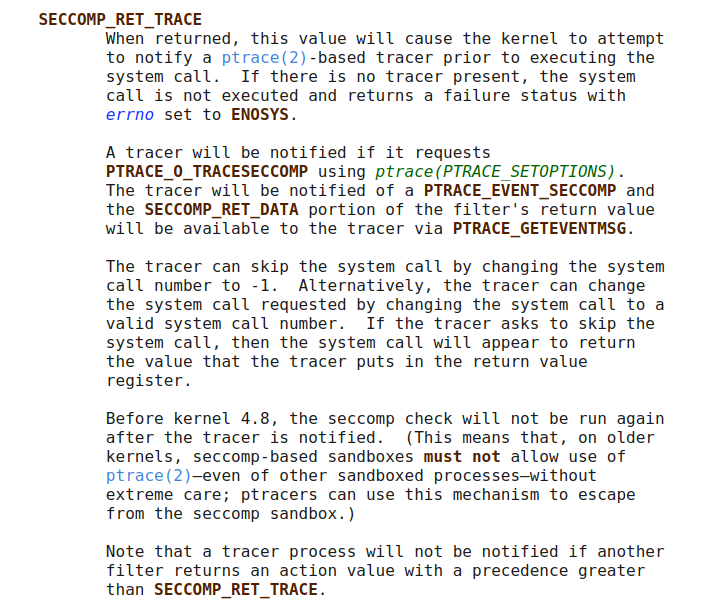 SECCOMP_RET_TRACE
When returned, this value will cause the kernel to attempt
to notify a ptrace(2)-based tracer prior to executing the
system call.  If there is no tracer present, the system
call is not executed and returns a failure status with
errno set to ENOSYS.

A tracer will be notified if it requests
PTRACE_O_TRACESECCOMP using ptrace(PTRACE_SETOPTIONS).
The tracer will be notified of a PTRACE_EVENT_SECCOMP and
the SECCOMP_RET_DATA portion of the filter's return value
will be available to the tracer via PTRACE_GETEVENTMSG.

The tracer can skip the system call by changing the system
call number to -1.  Alternatively, the tracer can change
the system call requested by changing the system call to a
valid system call number.  If the tracer asks to skip the
system call, then the system call will appear to return
the value that the tracer puts in the return value
register.

Before kernel 4.8, the seccomp check will not be run again
after the tracer is notified.  (This means that, on older
kernels, seccomp-based sandboxes must not allow use of
ptrace(2)—even of other sandboxed processes—without
extreme care; ptracers can use this mechanism to escape
from the seccomp sandbox.)

Note that a tracer process will not be notified if another
filter returns an action value with a precedence greater
than SECCOMP_RET_TRACE.